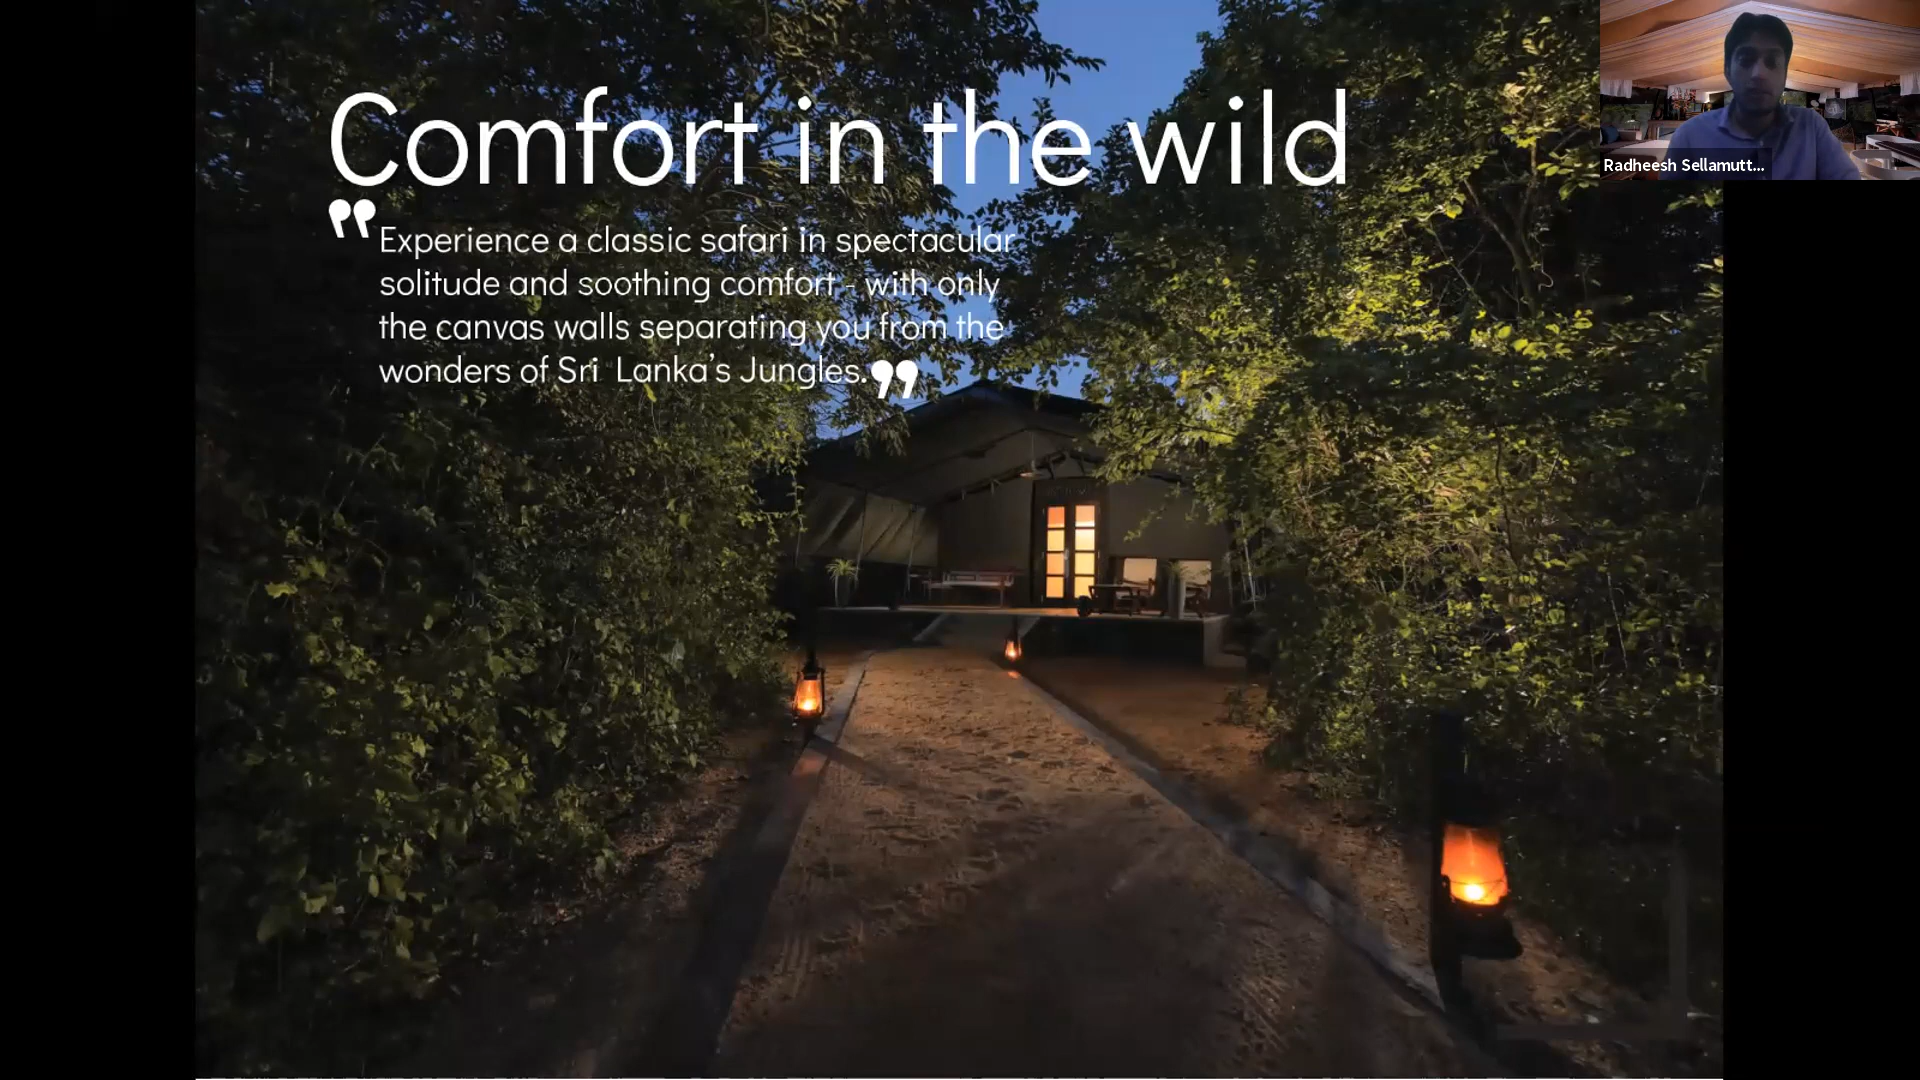 Comfort in the wild
❞ Experience a classic safari in spectacular
solitude and soothing comfort - with only
the canvas walls separating you from the
wonders of Sri Lanka's Jungles. ❞
Radheesh Sellamutt...